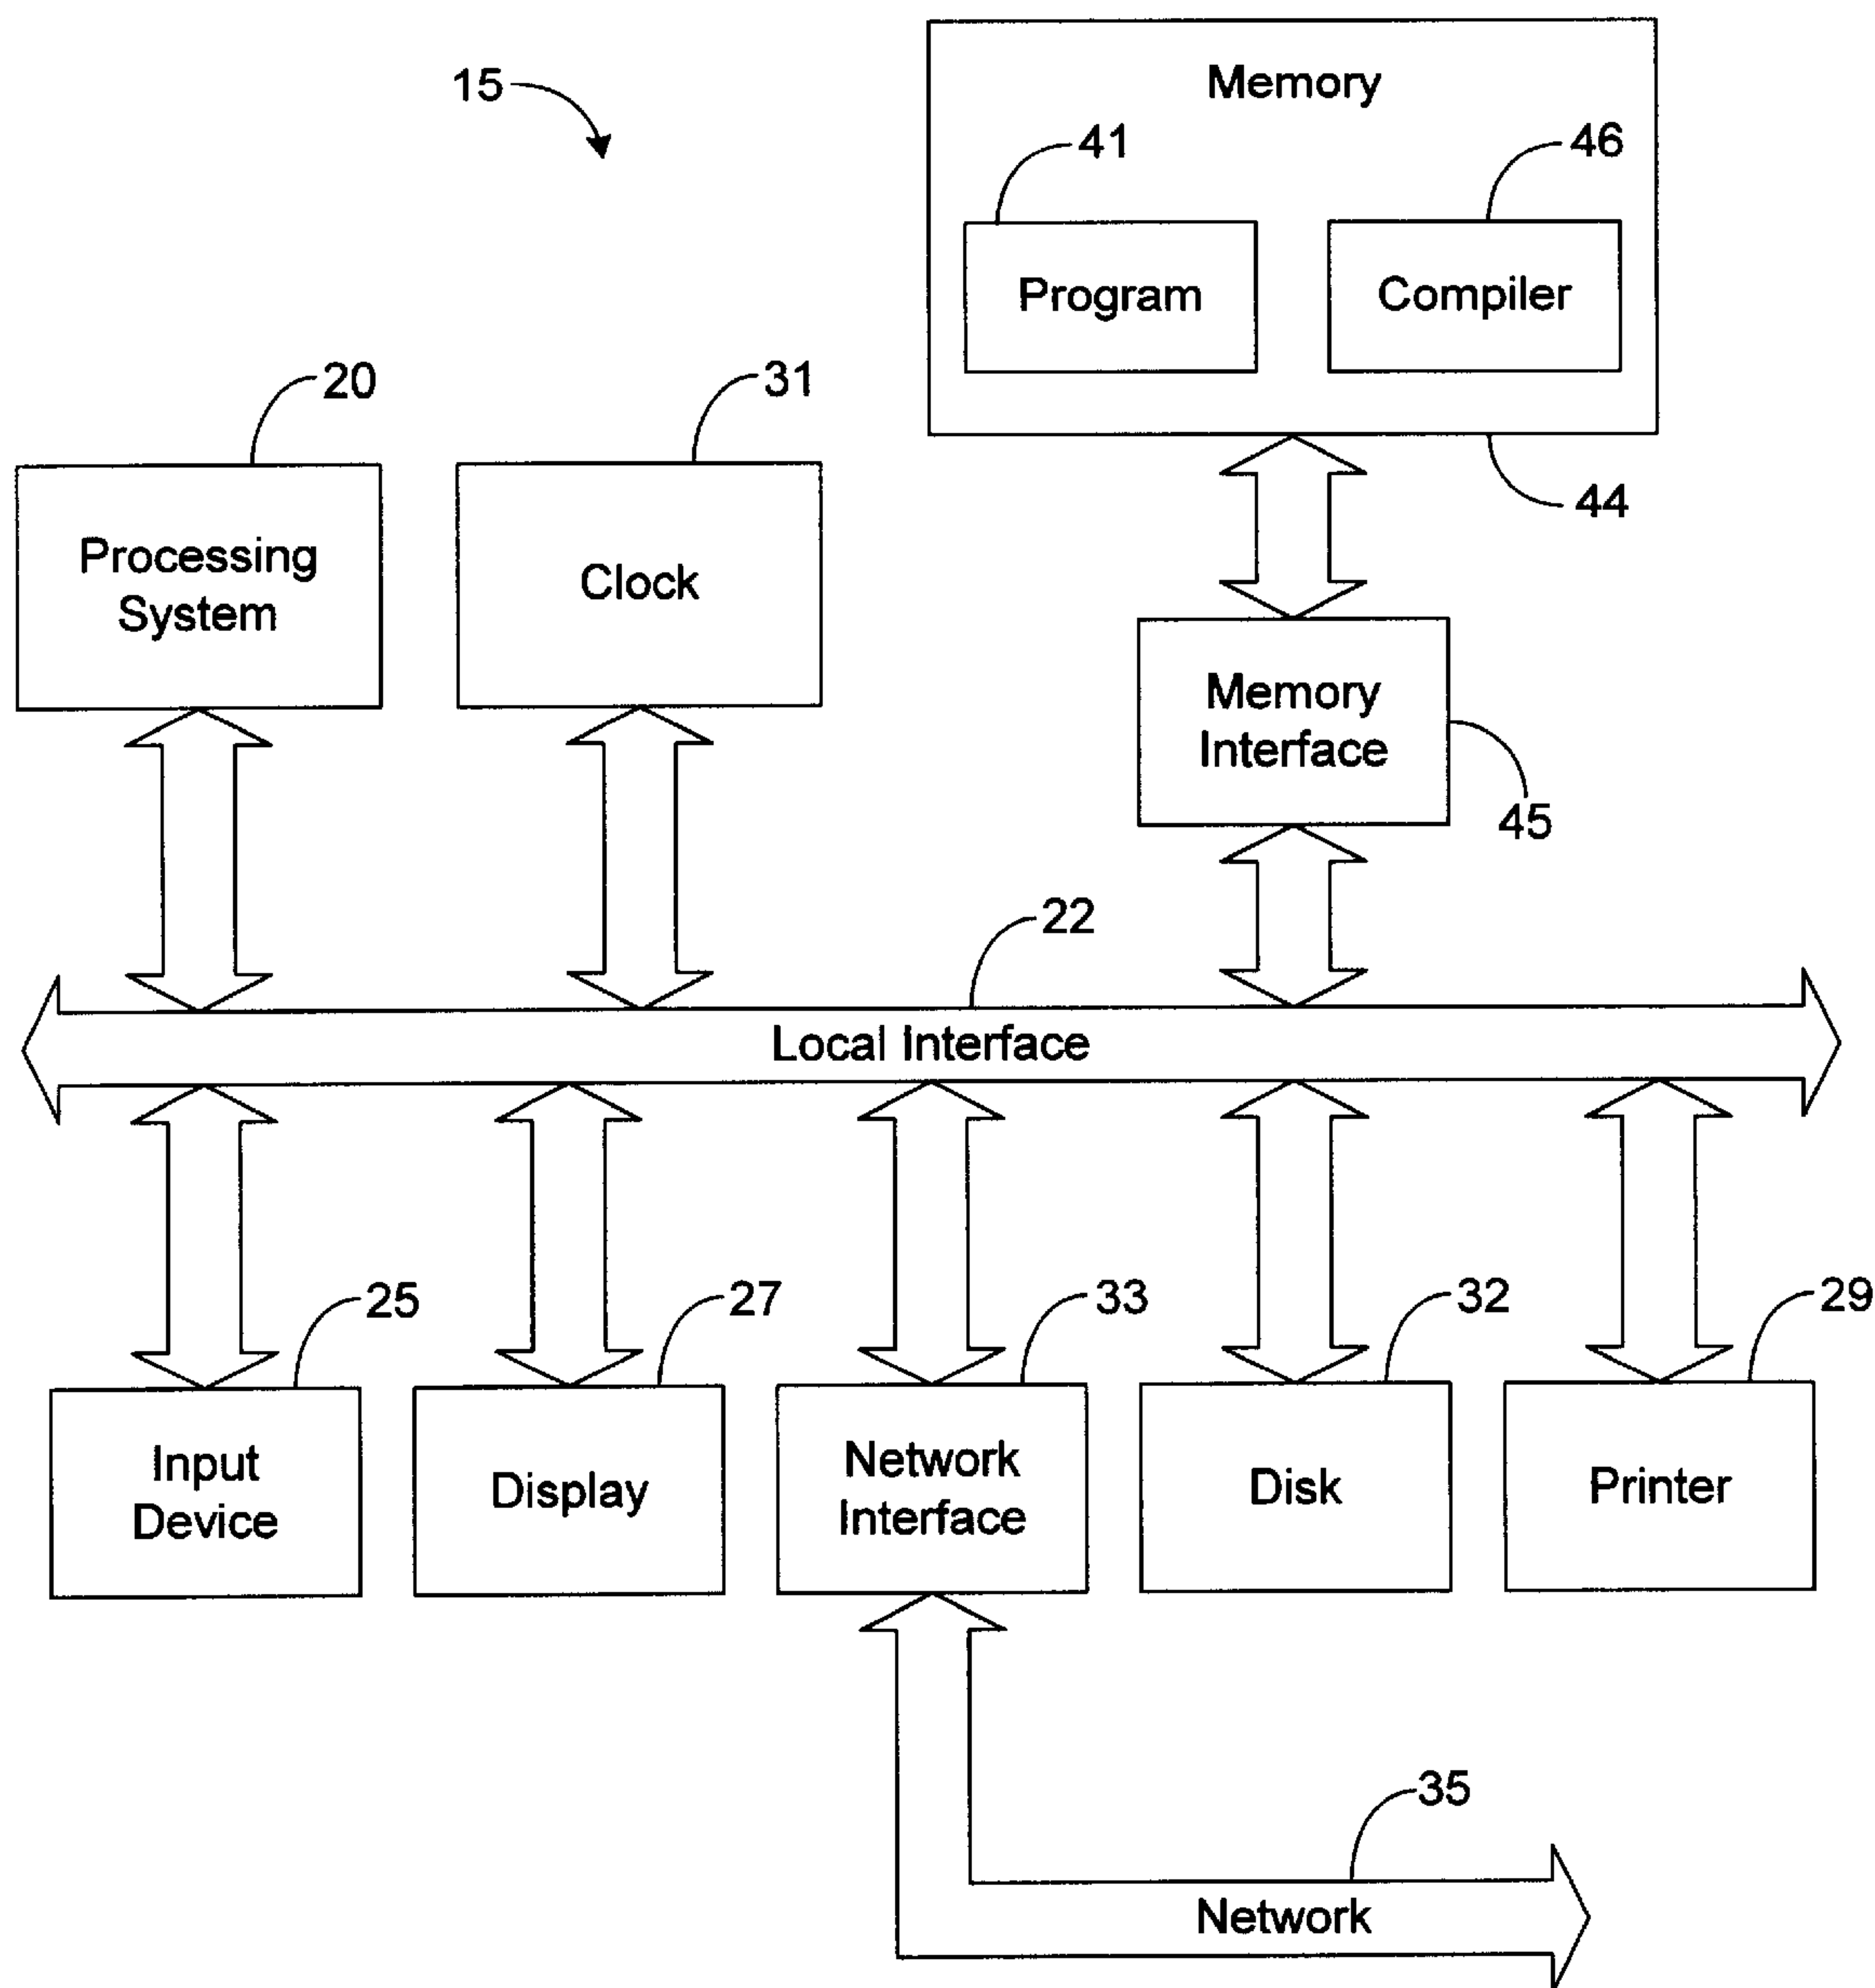 15
Memory
41
46
Program
Compiler
20
31
44
Processing
System
Clock
Memory
Interface
45
22
Local Interface
25
27
33
32
29
Input
Device
Display
Network
Interface
Disk
Printer
35
Network